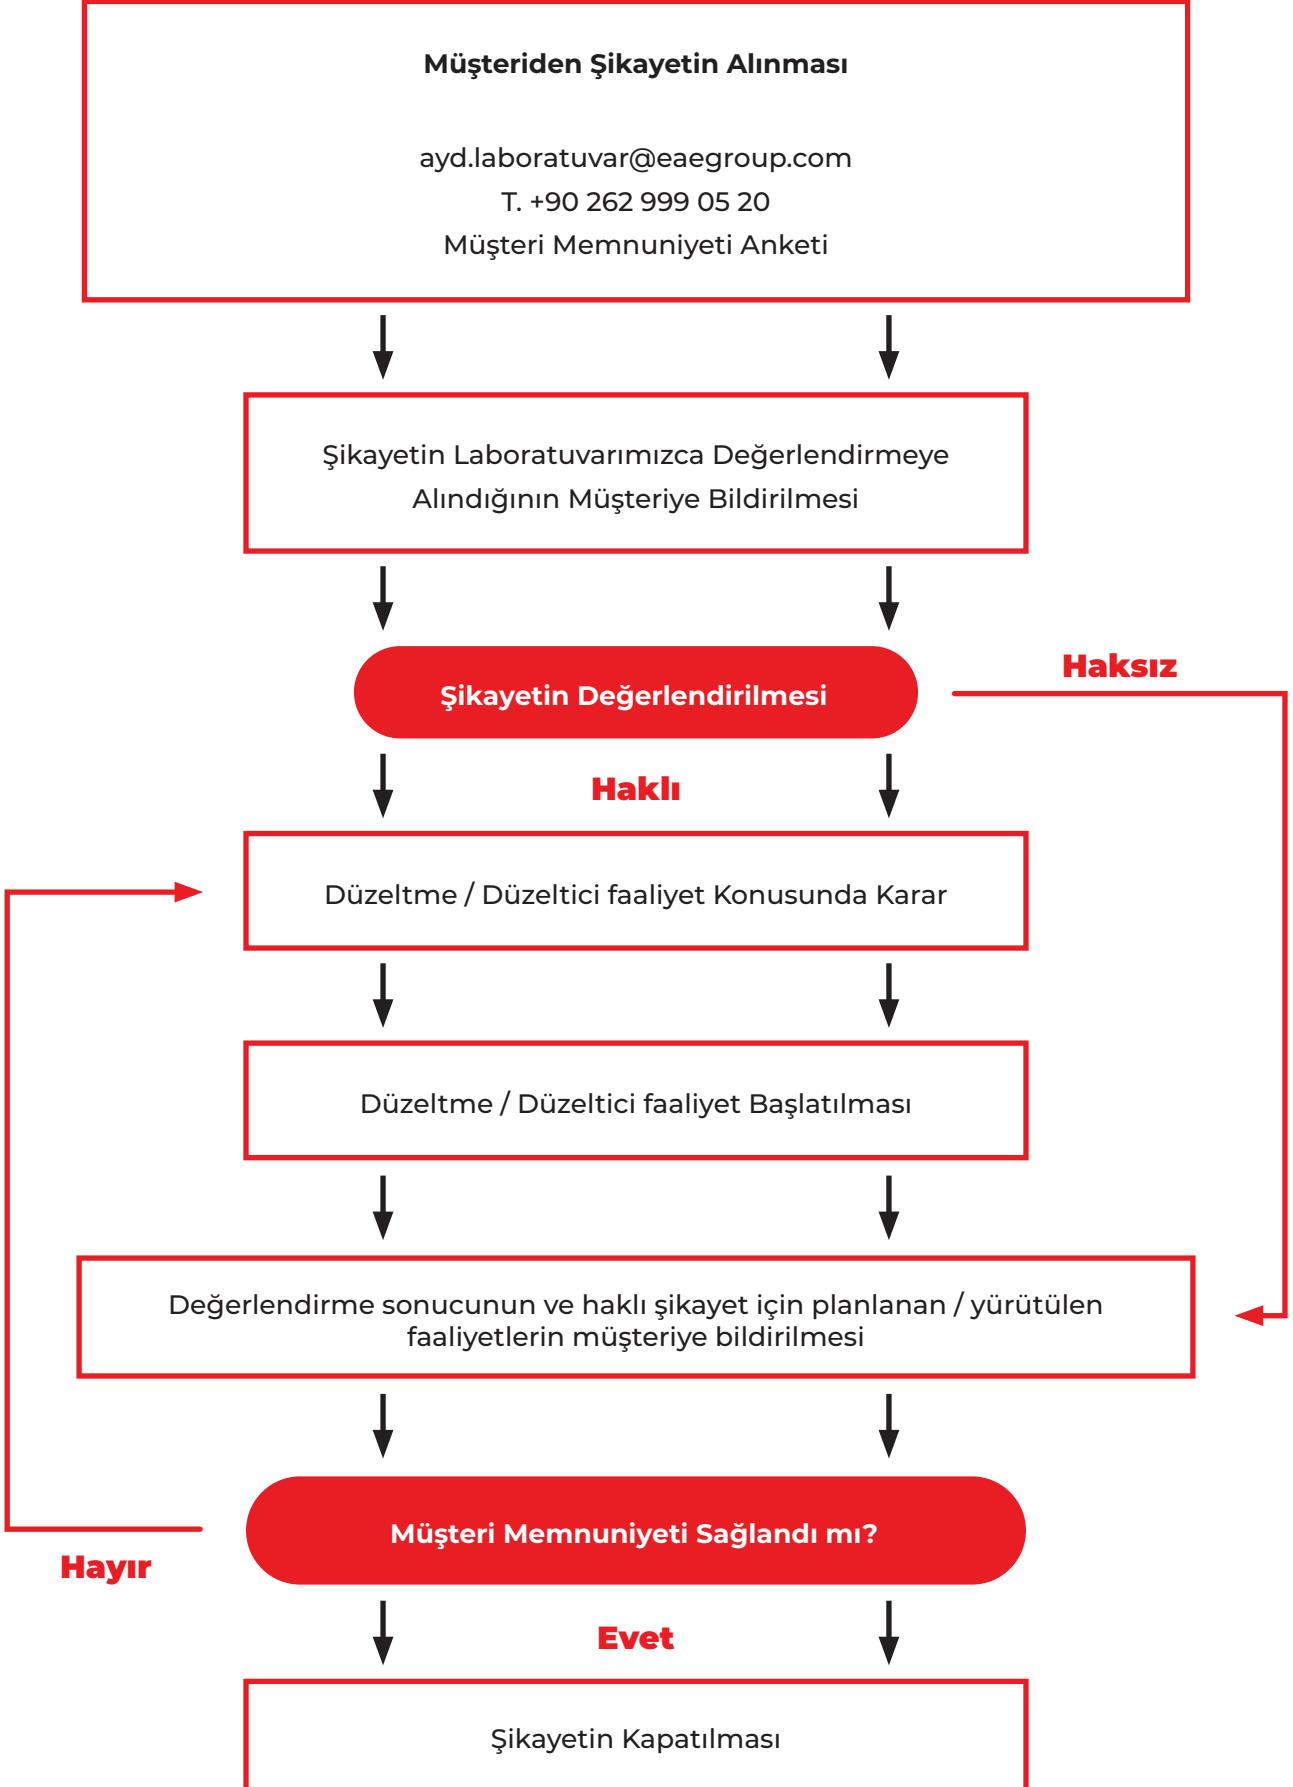 Müşteriden Şikayetin Alınması
ayd.laboratuvar@eaegroup.com
T. +90 262 999 05 20
Müşteri Memnuniyeti Anketi
Şikayetin Laboratuvarımızca Değerlendirmeye
Alındığının Müşteriye Bildirilmesi
Şikayetin Değerlendirilmesi
Haksız
Haklı
Düzeltme / Düzeltici faaliyet Konusunda Karar
Düzeltme / Düzeltici faaliyet Başlatılması
Değerlendirme sonucunun ve haklı şikayet için planlanan / yürütülen
faaliyetlerin müşteriye bildirilmesi
Müşteri Memnuniyeti Sağlandı mı?
Hayır
Evet
Şikayetin Kapatılması